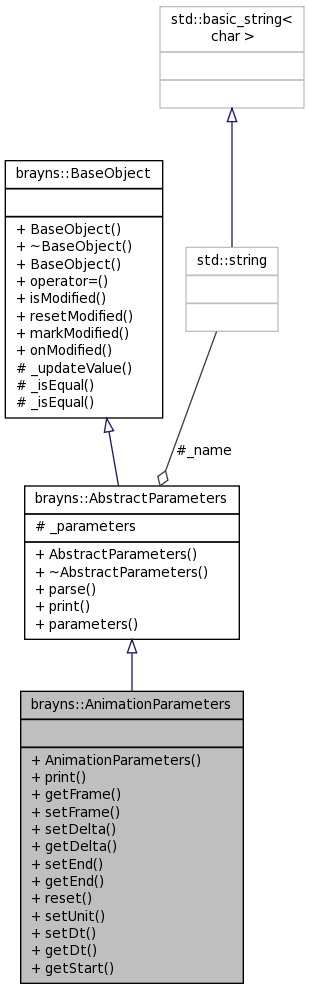 std::basic_string<
char >
brayns::BaseObject
+ BaseObject()
+ ~BaseObject()
+ BaseObject()
+ operator=()
+ isModified()
+ resetModified()
+ markModified()
+ onModified()
# _updateValue()
# _isEqual()
# _isEqual()
std::string
#_name
brayns::AbstractParameters
# _parameters
+ AbstractParameters()
+ ~AbstractParameters()
+ parse()
+ print()
+ parameters()
brayns::AnimationParameters
+ AnimationParameters()
+ print()
+ getFrame()
+ setFrame()
+ setDelta()
+ getDelta()
+ setEnd()
+ getEnd()
+ reset()
+ setUnit()
+ setDt()
+ getDt()
+ getStart()